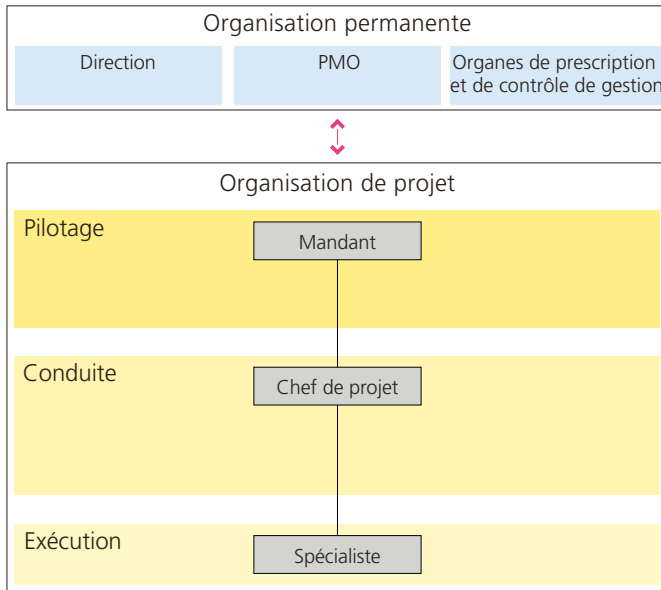 Organisation permanente
Direction
PMO
Organes de prescription
et de contrôle de gestion
Organisation de projet
Pilotage
Mandant
Conduite
Chef de projet
Exécution
Spécialiste